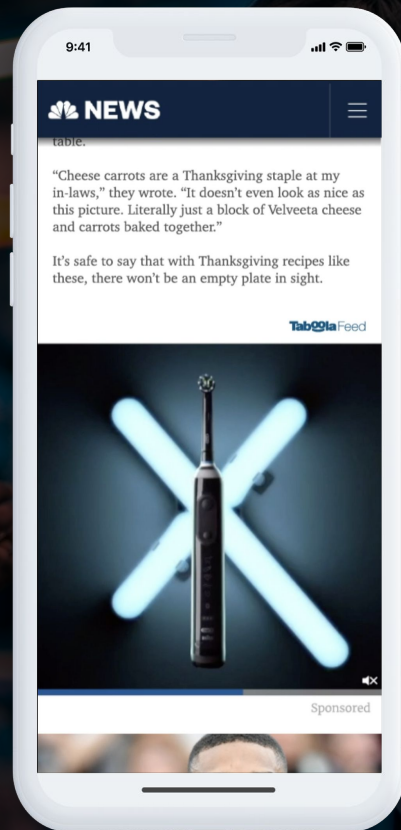 9:41
NEWS
table.
“Cheese carrots are a Thanksgiving staple at my
in-laws,” they wrote. “It doesn’t even look as nice as
this picture. Literally just a block of Velveeta cheese
and carrots baked together.”
It’s safe to say that with Thanksgiving recipes like
these, there won’t be an empty plate in sight.
Taboola Feed
Sponsored